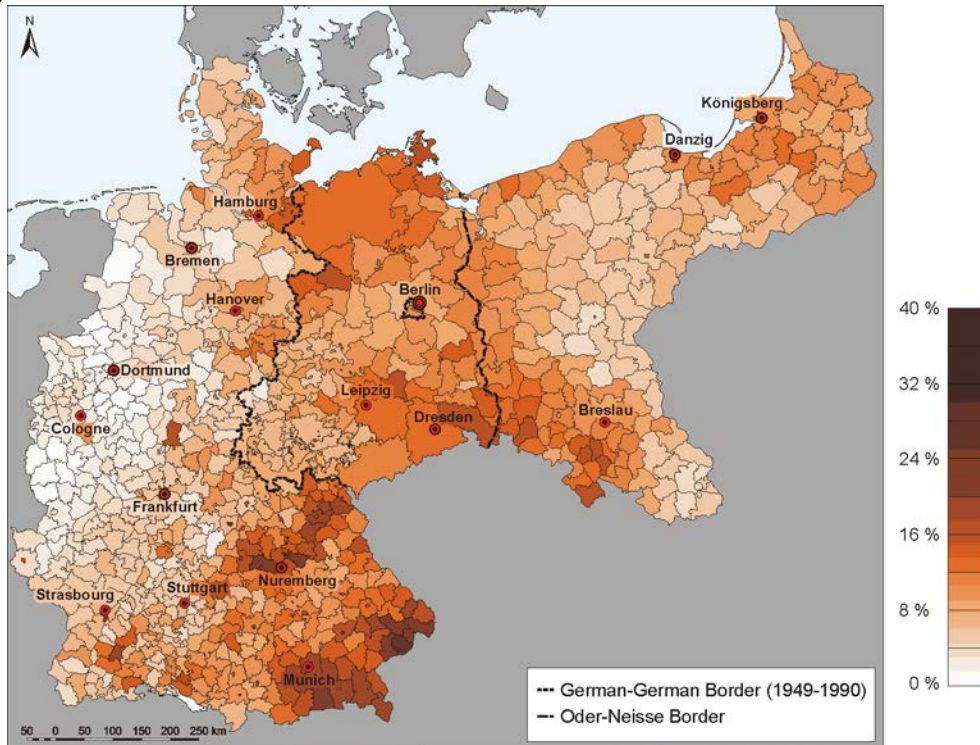 N
Königsberg
Danzig
Hamburg
Bremen
Berlin
Hanover
Dortmund
Leipzig
Cologne
Dresden
Breslau
Frankfurt
Nuremberg
Strasbourg
Stuttgart
Munich
40 %
32 %
24 %
16 %
8 %
0 %
German-German Border (1949-1990)
Oder-Neisse Border
50 0 50 100 150 200 250 km